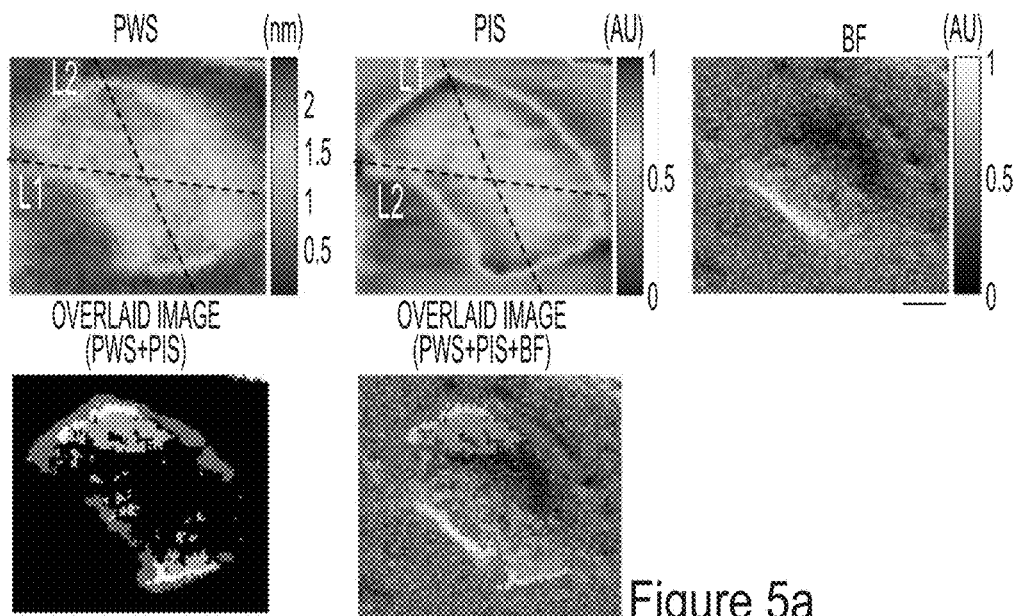 PWS (nm) PIS (AU) BF (AU)
L2
L1
2
1.5
1
0.5
L1
L2
1
0.5
0
1
0.5
0
OVERLAID IMAGE
(PWS+PIS)
OVERLAID IMAGE
(PWS+PIS+BF)
Figure 5a